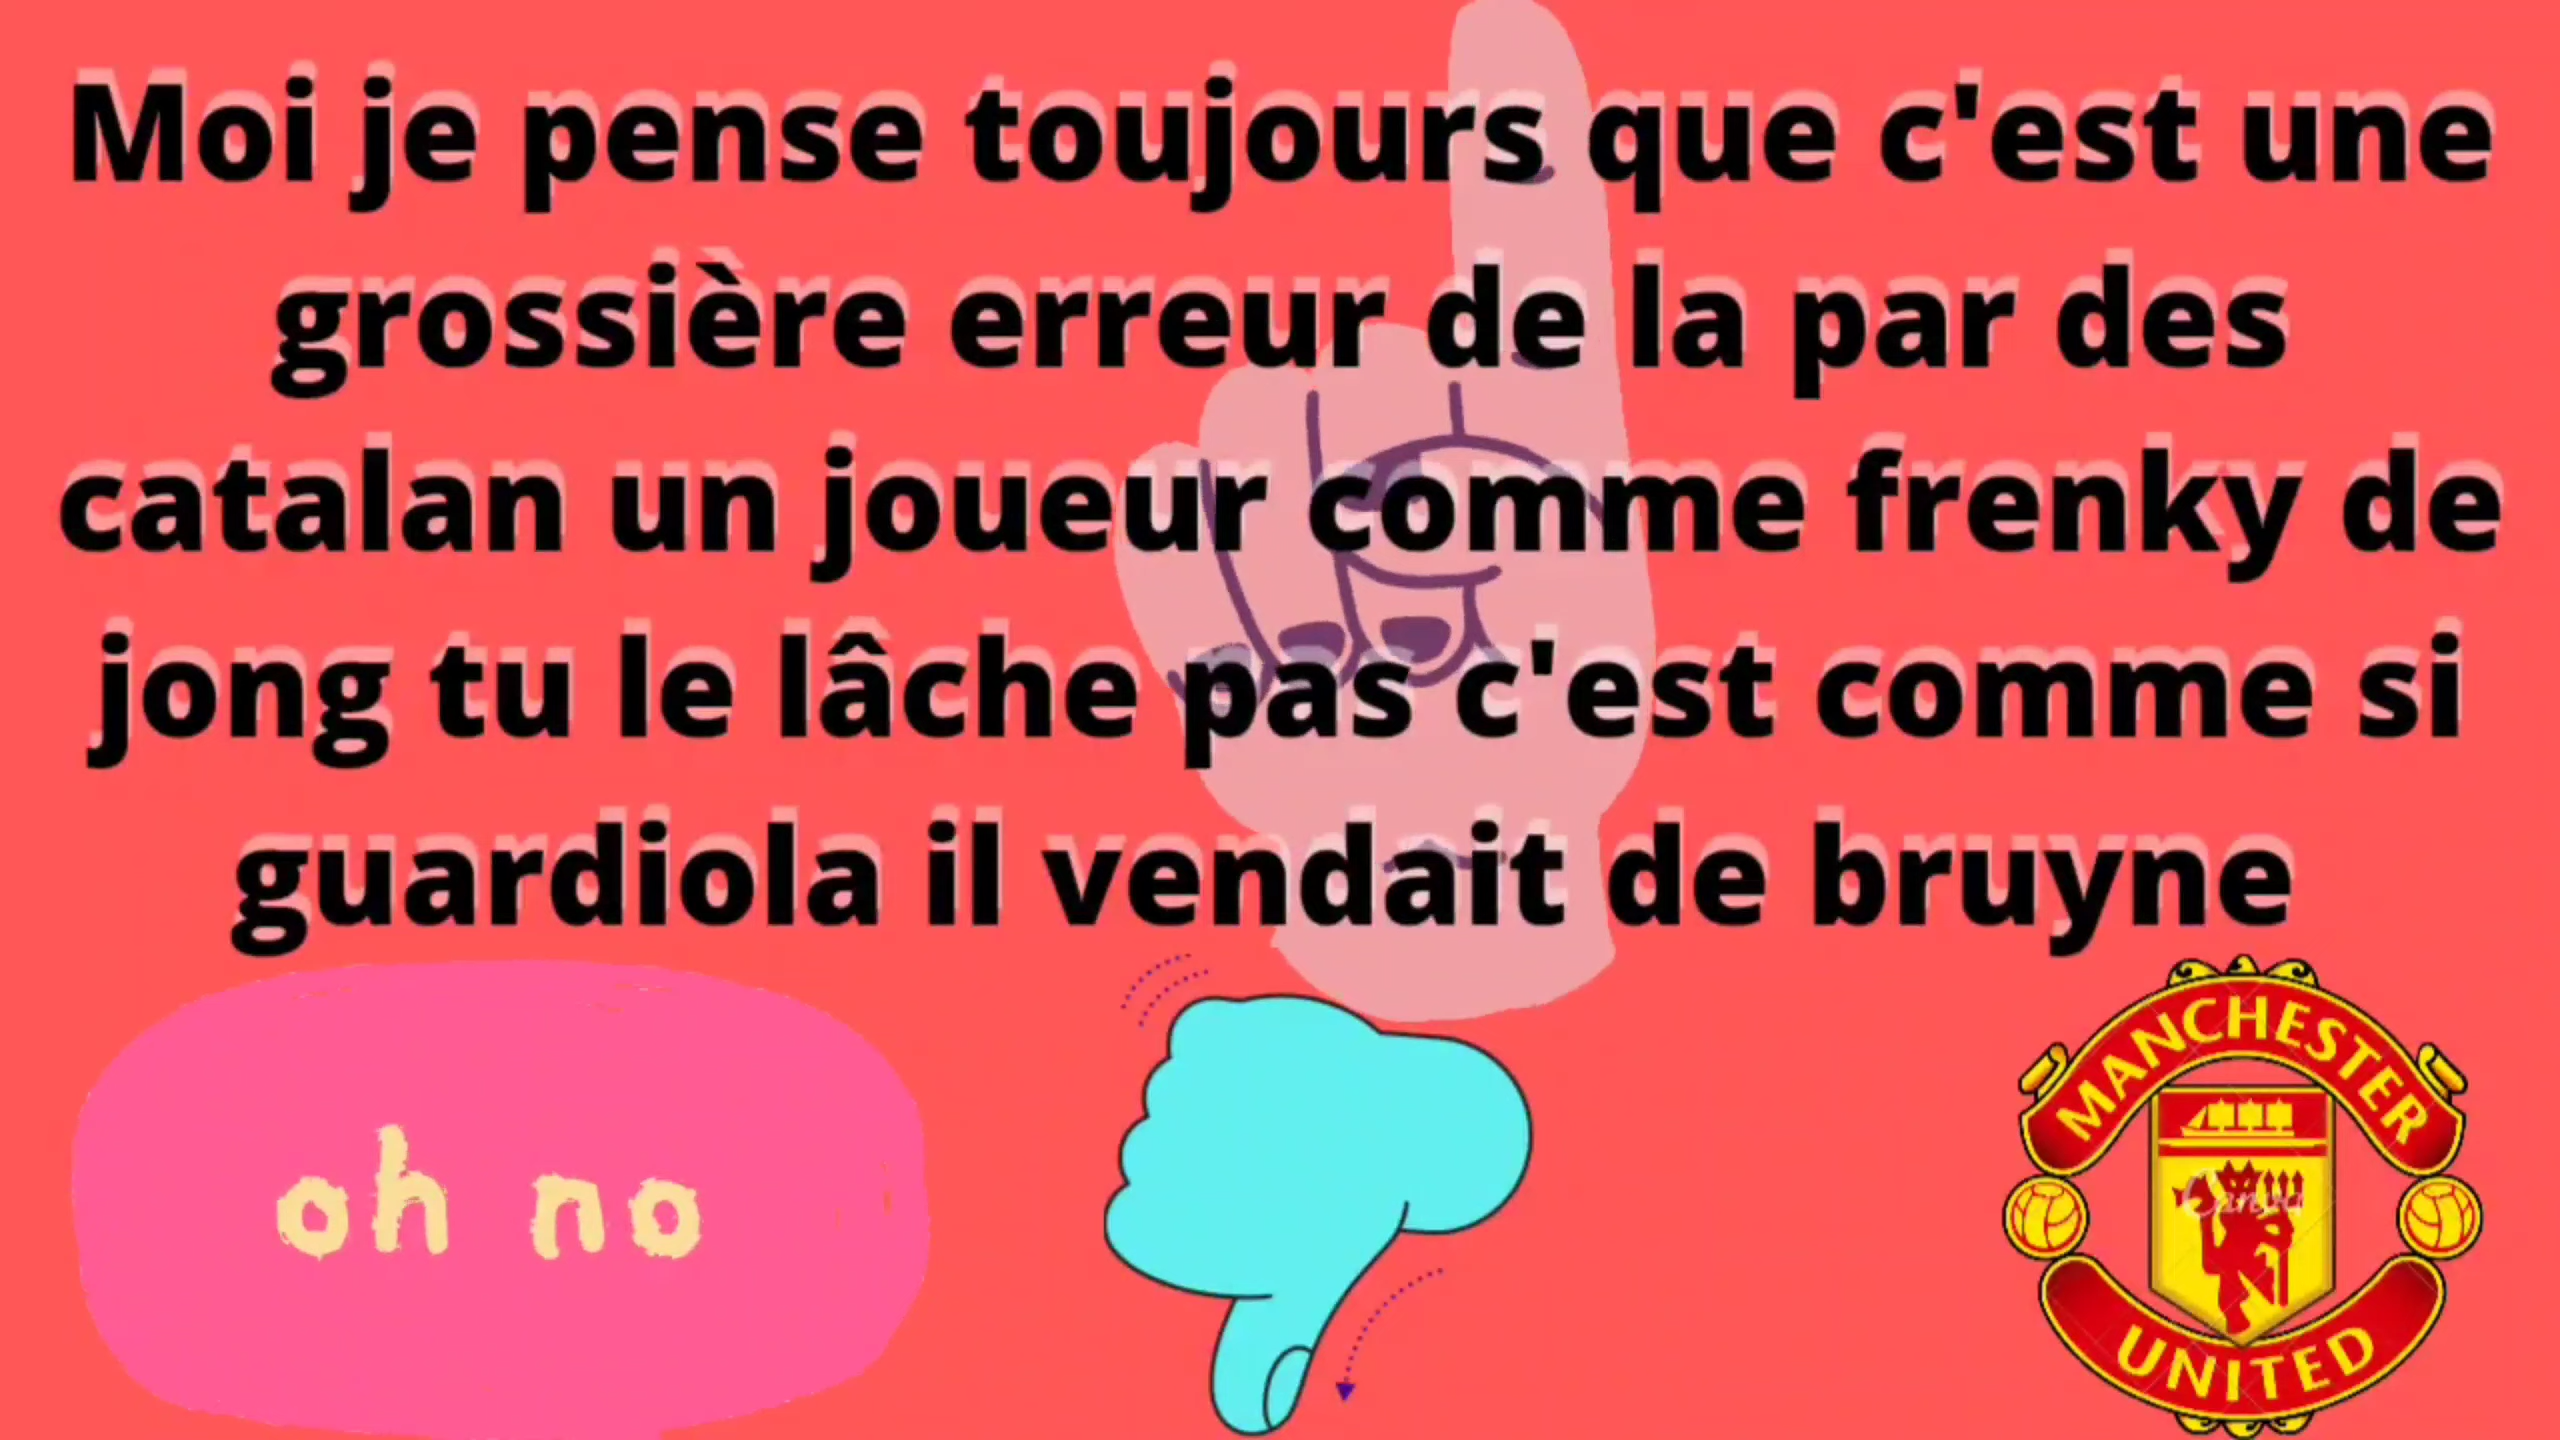 Moi je pense toujours que c'est une
grossière erreur de la par des
catalan un joueur comme frenky de
jong tu le lâche pas c'est comme si
guardiola il vendait de bruyne
oh no
MANCHESTER
Canva
UNITED